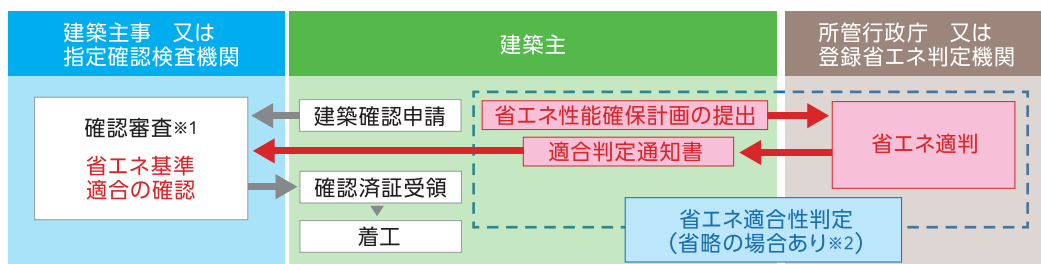 建築主事　又は
指定確認検査機関
建築主
所管行政庁　又は
登録省エネ判定機関
確認審査※1
省エネ基準
適合の確認
建築確認申請
省エネ性能確保計画の提出
適合判定通知書
省エネ適判
確認済証受領
着工
省エネ適合性判定
(省略の場合あり※2)